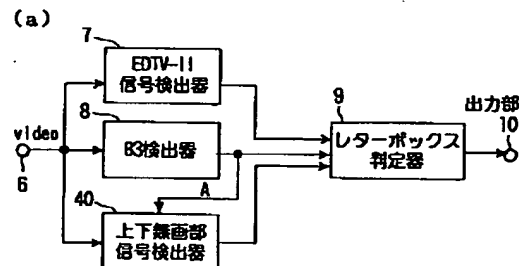 (a)
7
EDTV-II
信号検出器
8
B3検出器
video
6
A
40
上下無画部
信号検出器
9
レターボックス
判定器
出力部
10